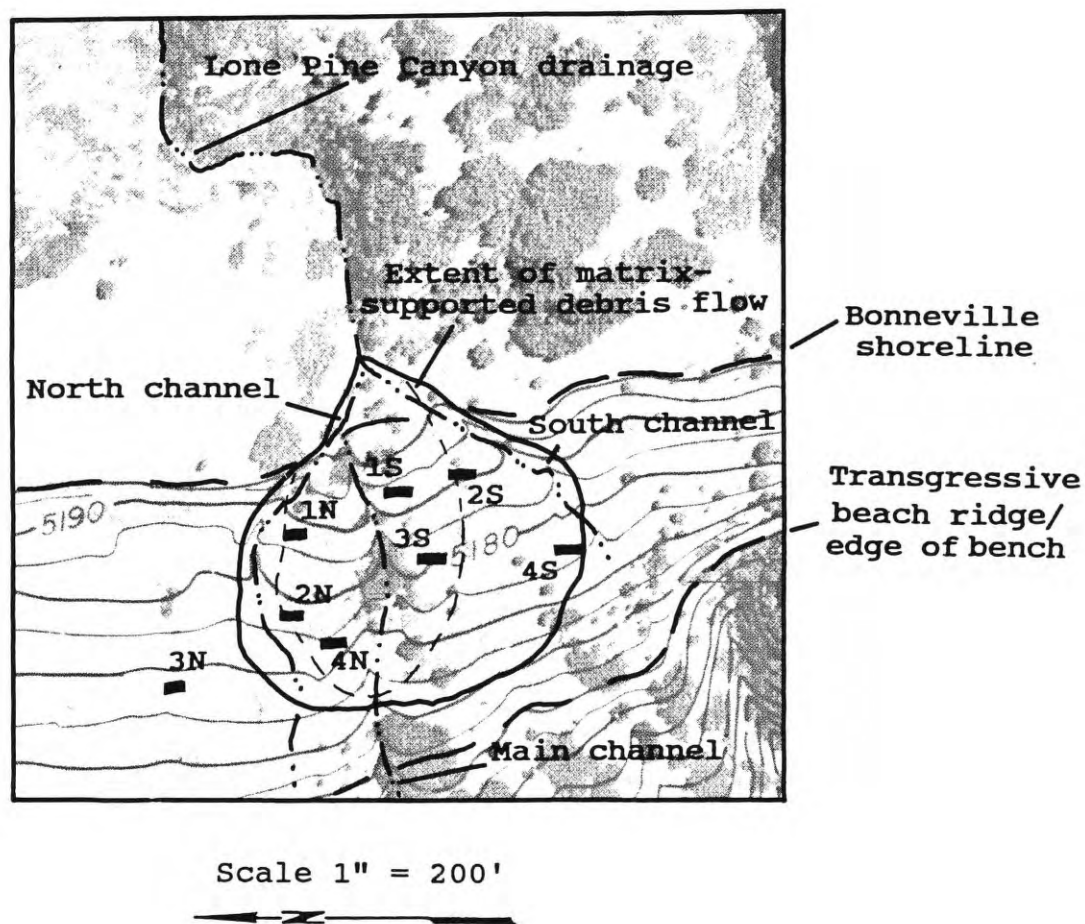 Lone Pine Canyon drainage
Extent of matrix-
supported debris flow
Bonneville
shoreline
North channel
South channel
1S
2S
Transgressive
beach ridge/
edge of bench
5190
1N
3S
5180
4S
2N
3N
4N
Main channel
Scale 1" = 200'
N